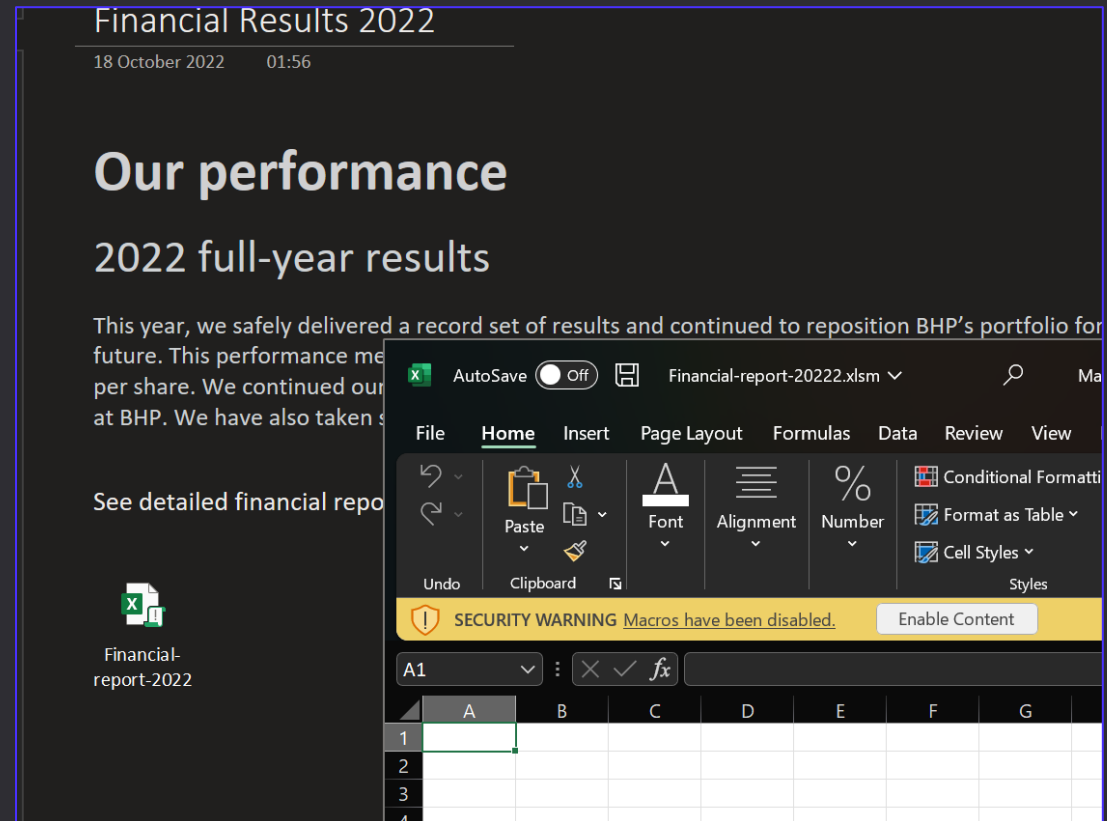 Financial Results 2022
18 October 2022 01:56
Our performance
2022 full-year results
This year, we safely delivered a record set of results and continued to reposition BHP's portfolio for
future. This performance me
per share. We continued our
at BHP. We have also taken s
See detailed financial repo
Financial-
report-2022
AutoSave Off Financial-report-20222.xlsm Ma
File Home Insert Page Layout Formulas Data Review View
Paste Font Alignment Number
Conditional Formatti
Format as Table
Cell Styles
Undo Clipboard Styles
SECURITY WARNING Macros have been disabled. Enable Content
A1 fx
A B C D E F G
1
2
3
4